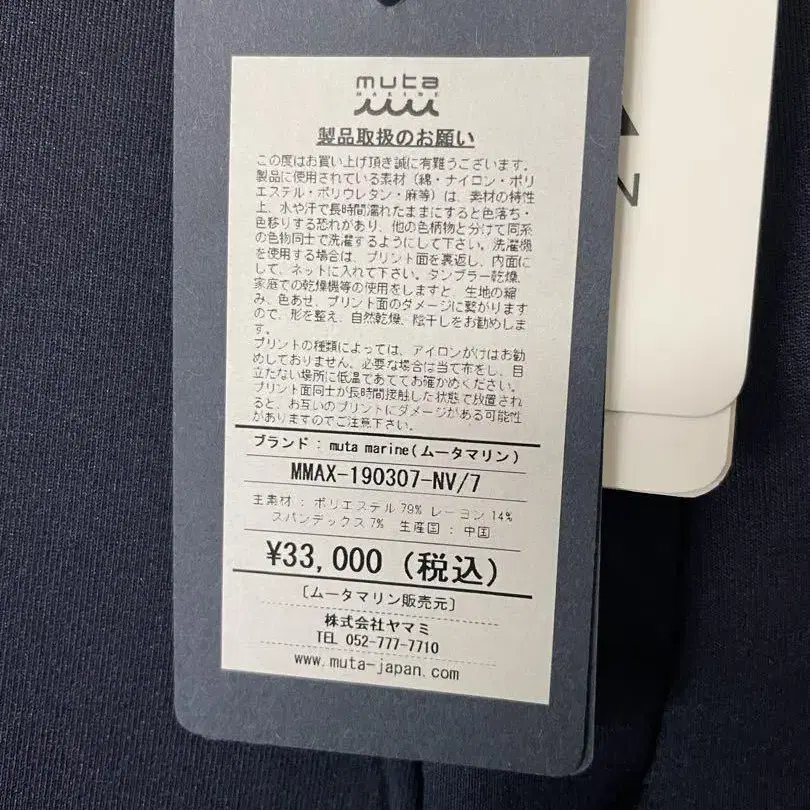 muta
MARINE
製品取扱のお願い
この度はお買い上げ頂き誠に有難うございます。
製品に使用されている素材（綿・ナイロン・ポリ
エステル・ポリウレタン・麻等）は、素材の特性
上、水や汗で長時間濡れたままにすると色落ち・
色移りする恐れがあり、他の色柄物と分けて同系
の色物同士で洗濯するようにして下さい。洗濯機
を使用する場合は、プリント面を裏返し、内面に
して、ネットに入れて下さい。タンブラー乾燥、
家庭での乾燥機等の使用をしますと、生地の縮
み、色あせ、プリント面のダメージに繋がります
ので、形を整え、自然乾燥、陰干しをお勧めしま
す。
プリントの種類によっては、アイロンがけはお勧
めしておりません。必要な場合は当て布をし、目
立たない場所に低温であててお確かめください。
プリント面同士が長時間接触した状態で放置され
ると、お互いのプリントにダメージがある可能性
がありますのでご注意下さい。
ブランド：muta marine(ムータマリン)
MMAX-190307-NV/7
主素材：ポリエステル 79% レーヨン 14%
スパンデックス 7% 生産国：中国
¥33,000 (税込)
〔ムータマリン販売元〕
株式会社ヤマミ
TEL 052-777-7710
www.muta-japan.com
N